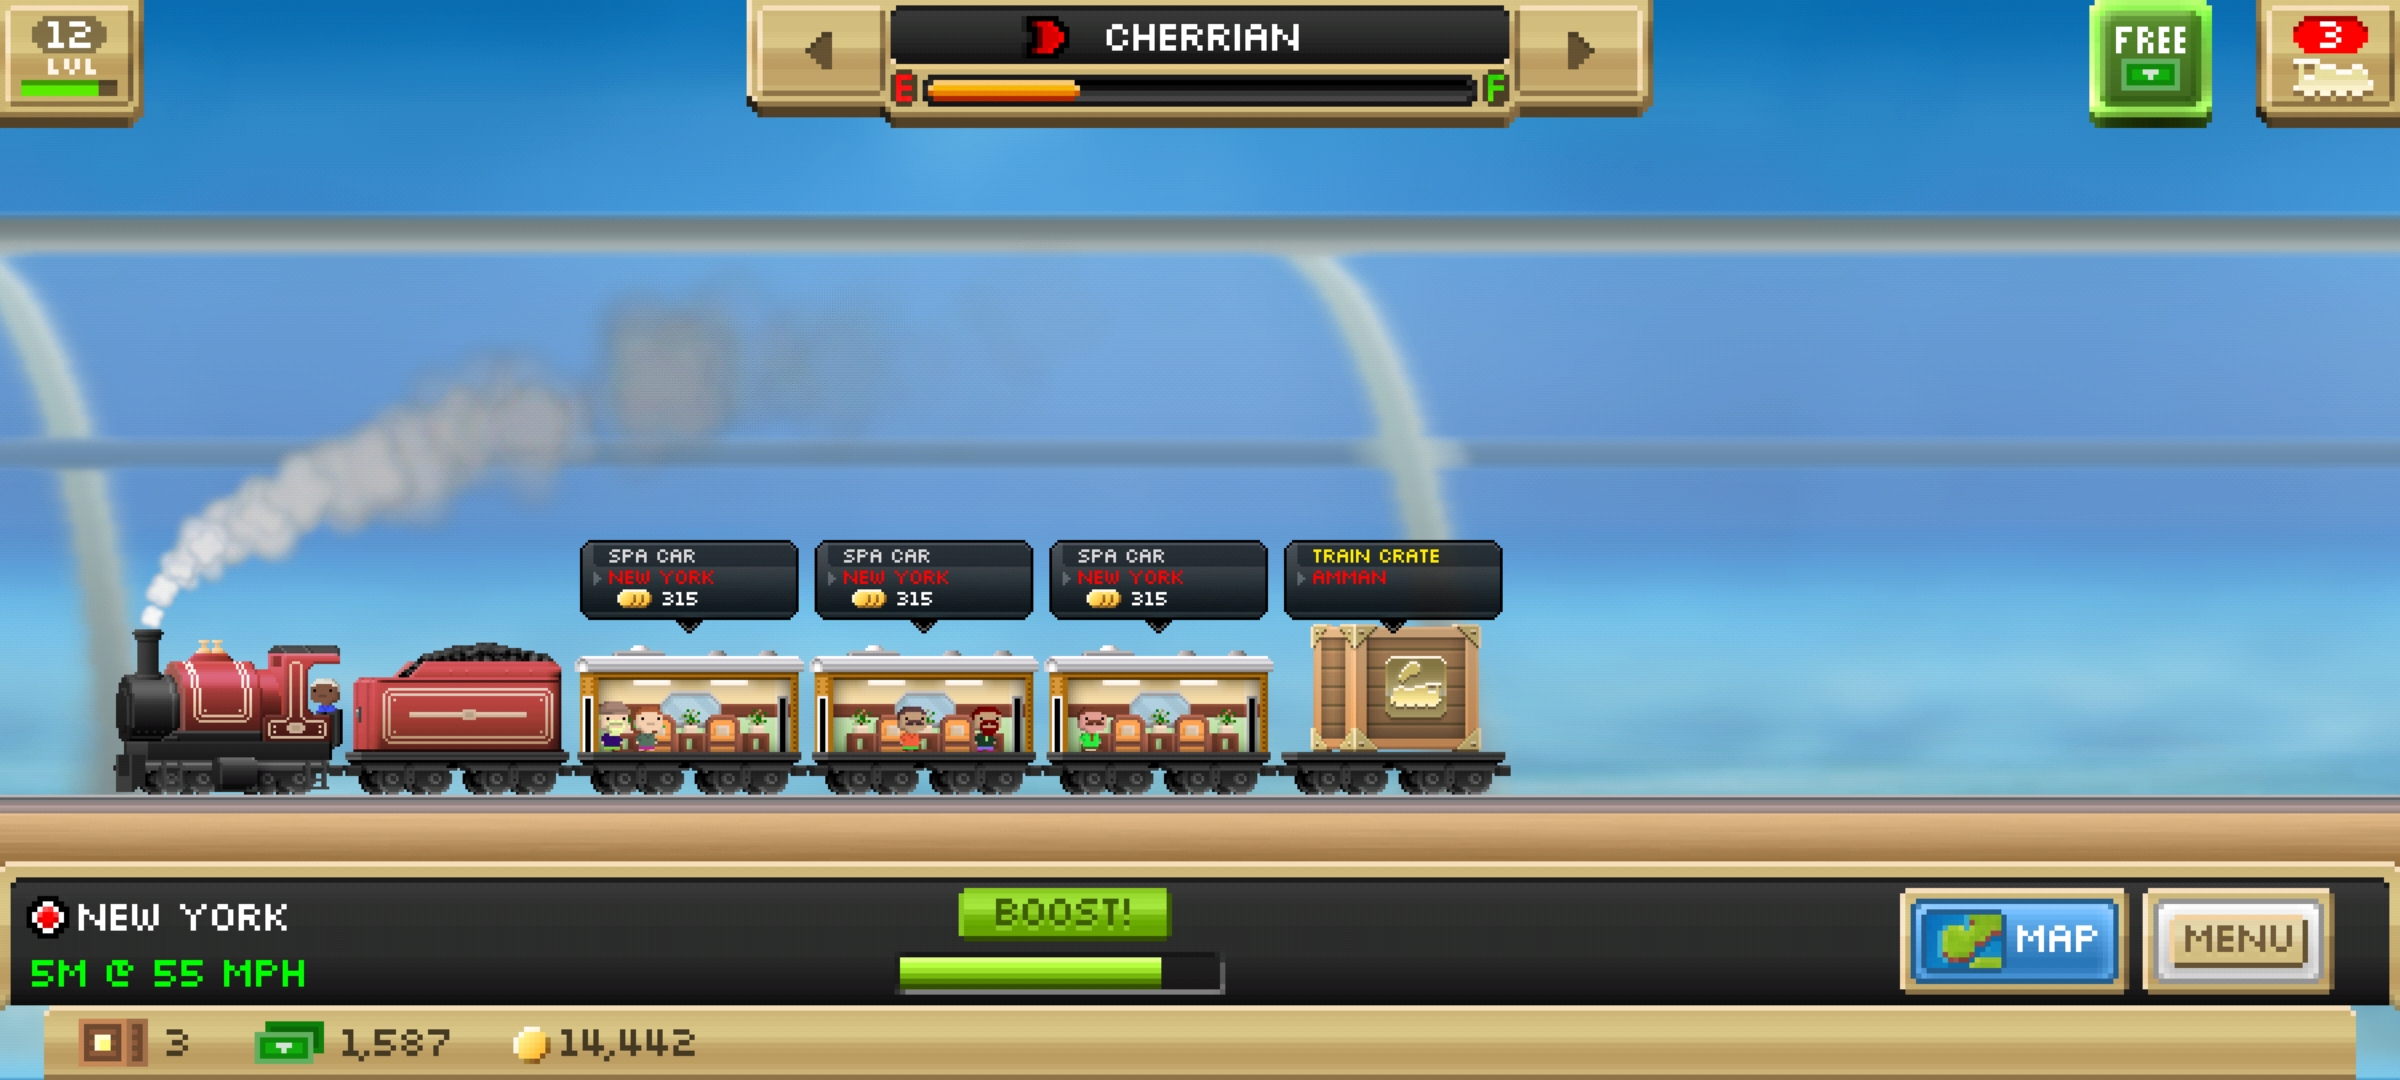 12
LVL
CHERRIAN
E F
FREE
3
SPA CAR
NEW YORK
315
SPA CAR
NEW YORK
315
SPA CAR
NEW YORK
315
TRAIN CRATE
AMMAN
NEW YORK
5M @ 55 MPH
BOOST!
MAP
MENU
3
1,587
14,442